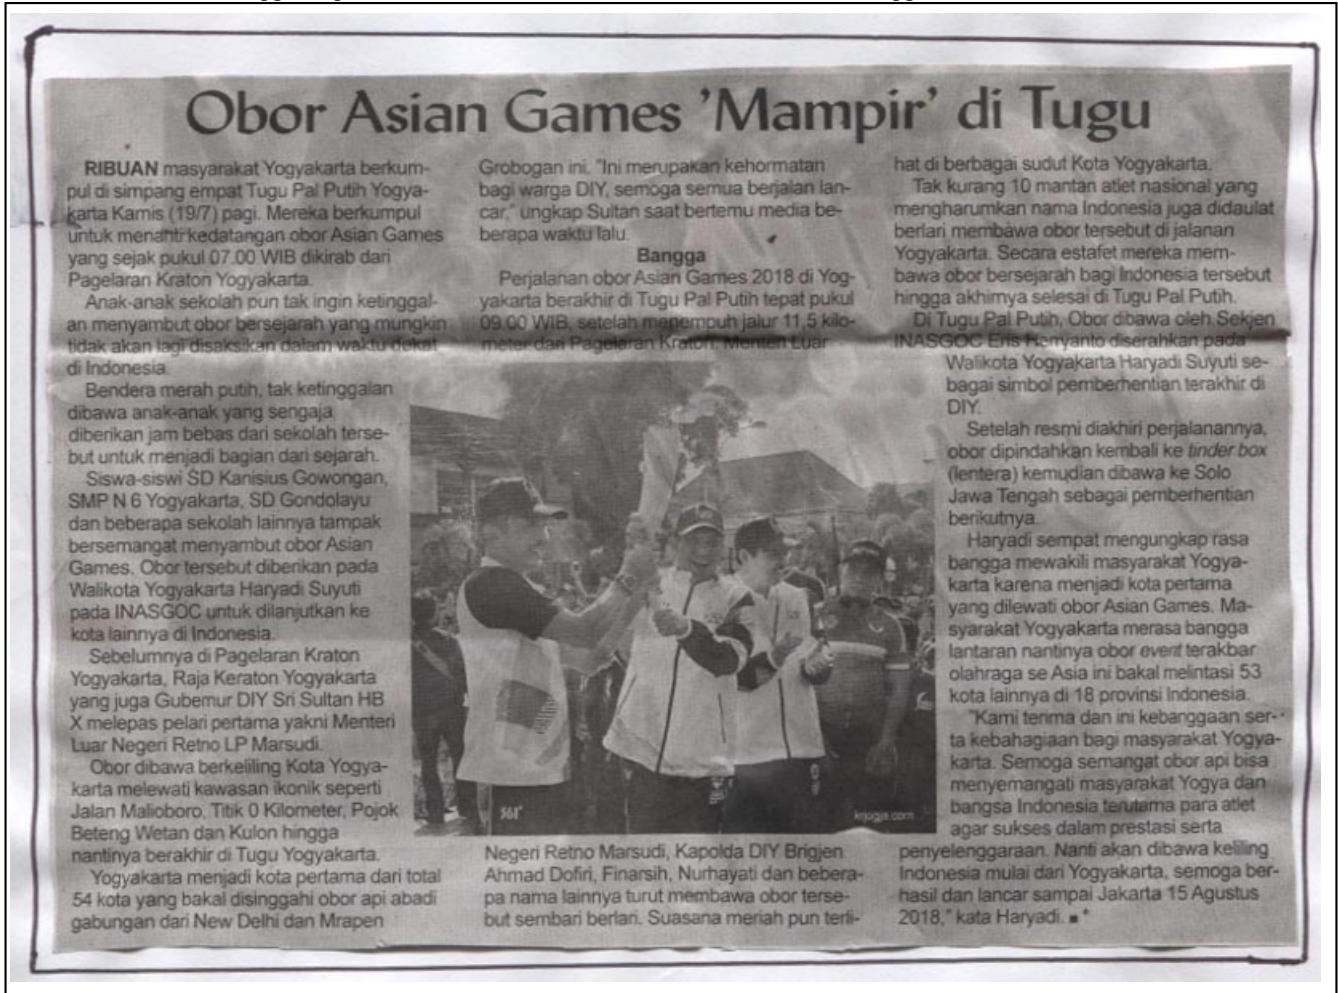 Obor Asian Games 'Mampir' di Tugu
RIBUAN masyarakat Yogyakarta berkum-
pul di simpang empat Tugu Pal Putih Yogya-
karta Kamis (19/7) pagi. Mereka berkumpul
untuk menanti kedatangan obor Asian Games
yang sejak pukul 07.00 WIB dikirab dari
Pagelaran Kraton Yogyakarta.
Anak-anak sekolah pun tak ingin ketinggal-
an menyambut obor bersejarah yang mungkin
tidak akan lagi disaksikan dalam waktu dekat
di Indonesia.
Bendera merah putih, tak ketinggalan
dibawa anak-anak yang sengaja
diberikan jam bebas dari sekolah terse-
but untuk menjadi bagian dari sejarah.
Siswa-siswi SD Kanisius Gowongan,
SMP N 6 Yogyakarta, SD Gondolayu
dan beberapa sekolah lainnya tampak
bersemangat menyambut obor Asian
Games. Obor tersebut diberikan pada
Walikota Yogyakarta Haryadi Suyuti
pada INASGOC untuk dilanjutkan ke
kota lainnya di Indonesia.
Sebelumnya di Pagelaran Kraton
Yogyakarta, Raja Keraton Yogyakarta
yang juga Gubernur DIY Sri Sultan HB
X melepas pelari pertama yakni Menteri
Luar Negeri Retno LP Marsudi.
Obor dibawa berkeliling Kota Yogya-
karta melewati kawasan ikonik seperti
Jalan Malioboro, Titik 0 Kilometer, Pojok
Beteng Wetan dan Kulon hingga
nantinya berakhir di Tugu Yogyakarta.
Yogyakarta menjadi kota pertama dari total
54 kota yang bakal disinggahi obor api abadi
gabungan dari New Delhi dan Mrapen
Grobogan ini. "Ini merupakan kehormatan
bagi warga DIY, semoga semua berjalan lan-
car," ungkap Sultan saat bertemu media be-
berapa waktu lalu.
Bangga
Perjalanan obor Asian Games 2018 di Yog-
yakarta berakhir di Tugu Pal Putih tepat pukul
09.00 WIB, setelah menempuh jalur 11,5 kilo-
meter dari Pagelaran Kraton. Menteri Luar
krjogja.com
Negeri Retno Marsudi, Kapolda DIY Brigjen
Ahmad Dofiri, Finarsih, Nurhayati dan bebera-
pa nama lainnya turut membawa obor terse-
but sembari berlari. Suasana meriah pun terli-
hat di berbagai sudut Kota Yogyakarta.
Tak kurang 10 mantan atlet nasional yang
mengharumkan nama Indonesia juga didaulat
berlari membawa obor tersebut di jalanan
Yogyakarta. Secara estafet mereka mem-
bawa obor bersejarah bagi Indonesia tersebut
hingga akhirnya selesai di Tugu Pal Putih.
Di Tugu Pal Putih, Obor dibawa oleh Sekjen
INASGOC Eris Herryanto diserahkan pada
Walikota Yogyakarta Haryadi Suyuti se-
bagai simbol pemberhentian terakhir di
DIY.
Setelah resmi diakhiri perjalanannya,
obor dipindahkan kembali ke tinder box
(lentera) kemudian dibawa ke Solo
Jawa Tengah sebagai pemberhentian
berikutnya.
Haryadi sempat mengungkap rasa
bangga mewakili masyarakat Yogya-
karta karena menjadi kota pertama
yang dilewati obor Asian Games. Ma-
syarakat Yogyakarta merasa bangga
lantaran nantinya obor event terakbar
olahraga se Asia ini bakal melintasi 53
kota lainnya di 18 provinsi Indonesia.
"Kami terima dan ini kebanggaan ser-
ta kebahagiaan bagi masyarakat Yogya-
karta. Semoga semangat obor api bisa
menyemangati masyarakat Yogya dan
bangsa Indonesia terutama para atlet
agar sukses dalam prestasi serta
penyelenggaraan. Nanti akan dibawa keliling
Indonesia mulai dari Yogyakarta, semoga ber-
hasil dan lancar sampai Jakarta 15 Agustus
2018," kata Haryadi. ■ *